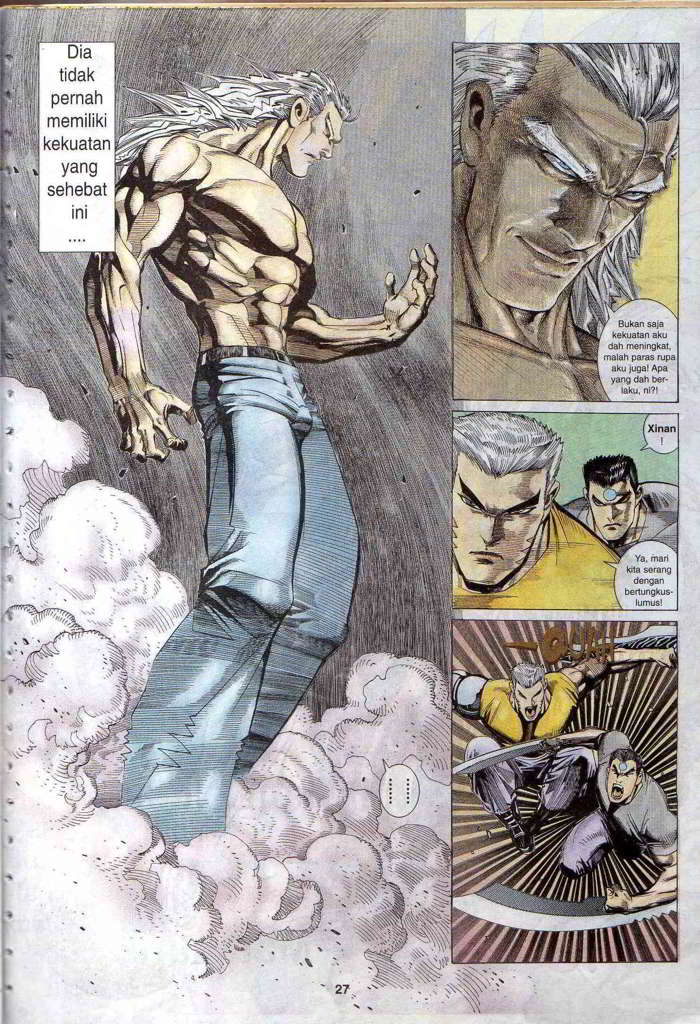 Dia
tidak
pernah
memiliki
kekuatan
yang
sehebat
ini
....
Bukan saja
kekuatan aku
dah meningkat,
malah paras rupa
aku juga! Apa
yang dah ber-
laku, ni?!
Xinan
!
Ya, mari
kita serang
dengan
bertungkus-
lumus!
27